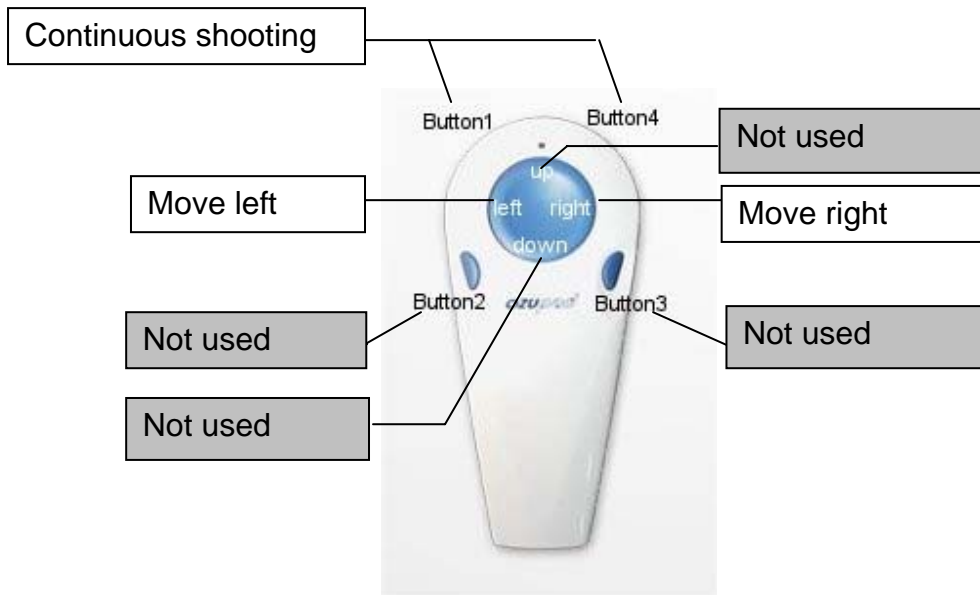 Continuous shooting
Button1
Button4
Not used
up
Move left
left
right
Move right
down
Button2
Button3
Not used
Not used
Not used